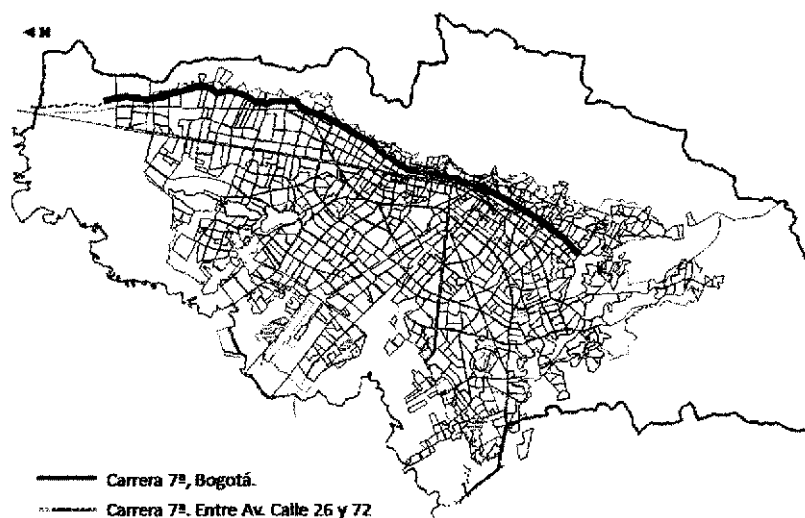 ◄ N
Carrera 7ª, Bogotá.
Carrera 7ª. Entre Av. Calle 26 y 72